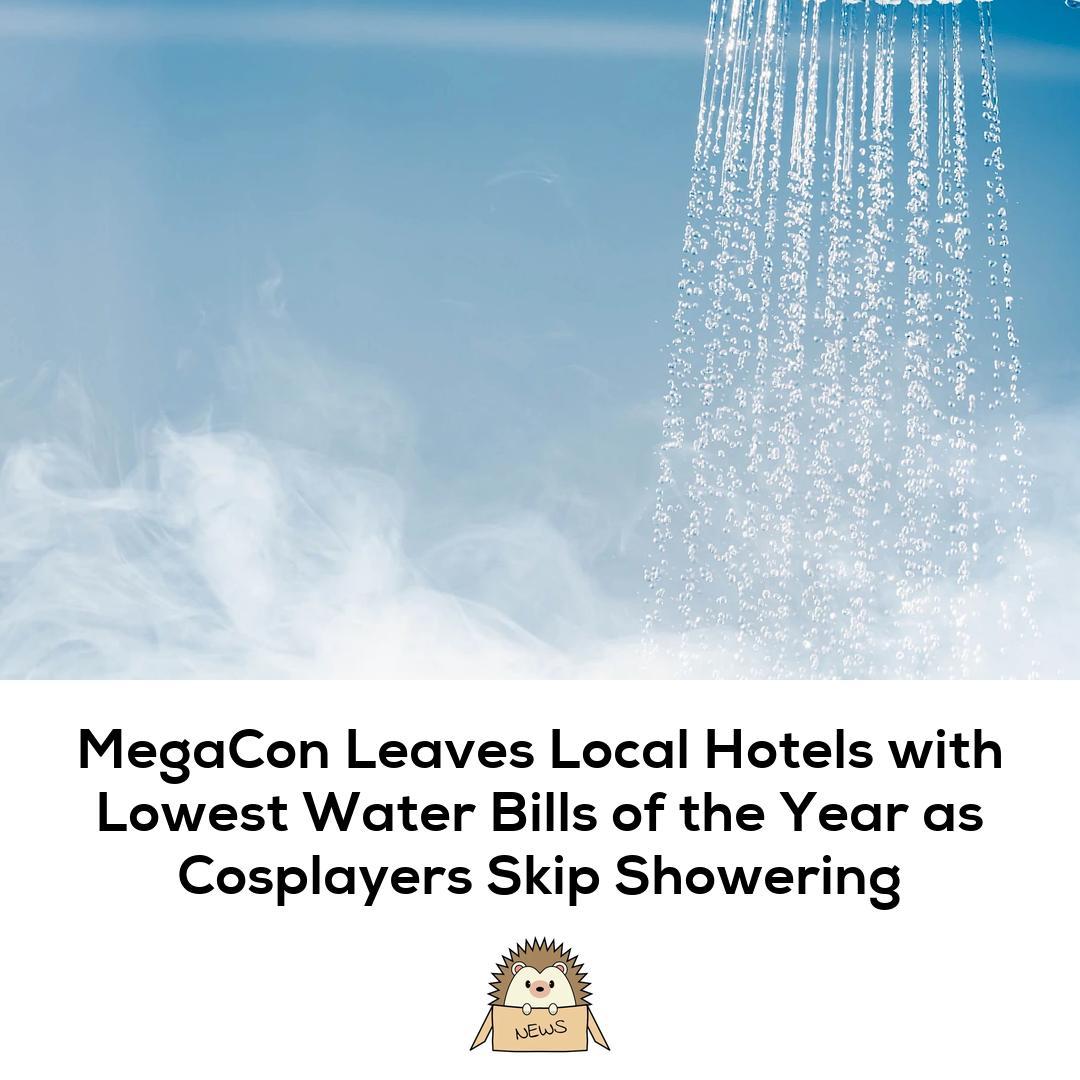 MegaCon Leaves Local Hotels with
Lowest Water Bills of the Year as
Cosplayers Skip Showering
NEWS